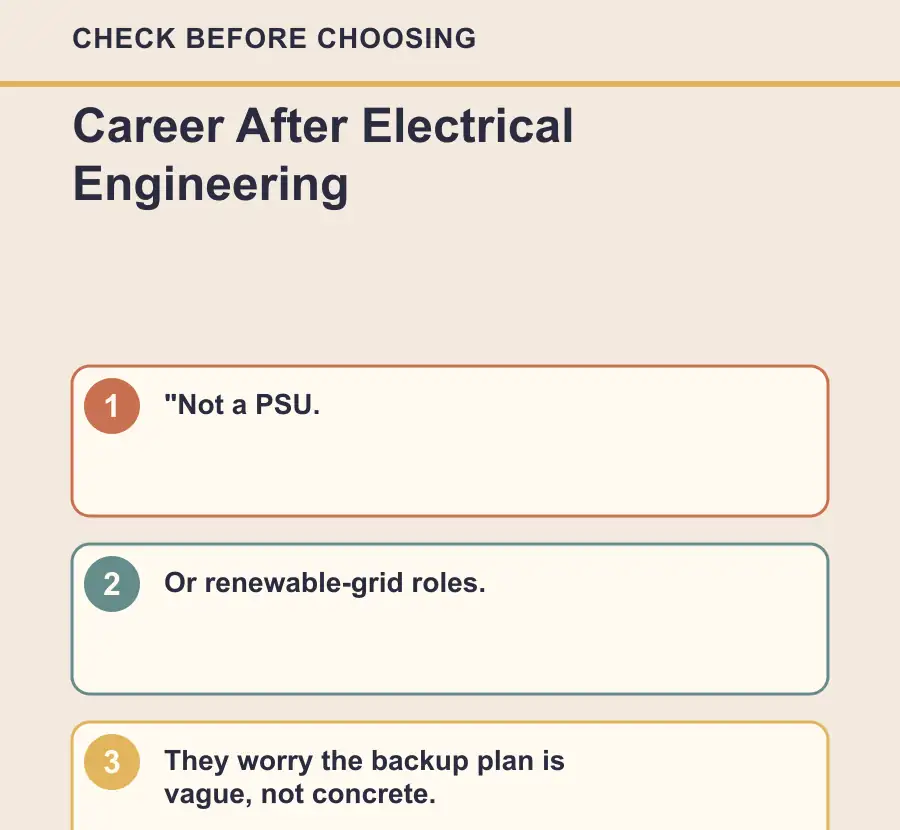 CHECK BEFORE CHOOSING
Career After Electrical
Engineering
1
"Not a PSU.
2
Or renewable-grid roles.
3
They worry the backup plan is
vague, not concrete.